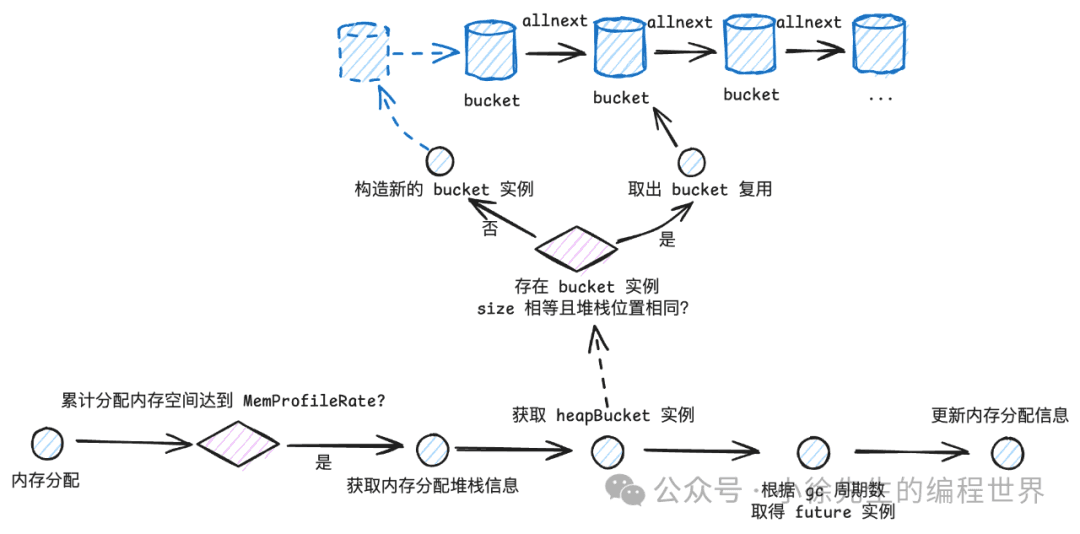 allnext
allnext
allnext
bucket
bucket
bucket
...
构造新的 bucket 实例
取出 bucket 复用
否
是
存在 bucket 实例
size 相等且堆栈位置相同?
累计分配内存空间达到 MemProfileRate?
获取 heapBucket 实例
更新内存分配信息
内存分配
是
获取内存分配堆栈信息
根据 gc 周期数
取得 future 实例
公众号 · 小徐先生的编程世界